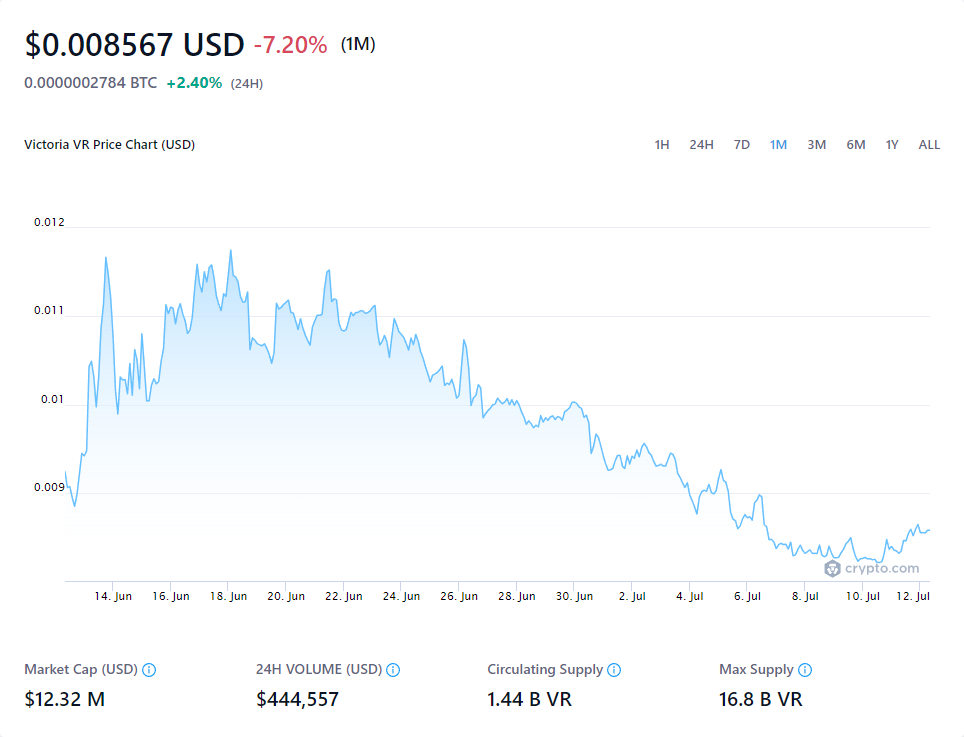 $0.008567 USD -7.20% (1M)
0.0000002784 BTC +2.40% (24H)
Victoria VR Price Chart (USD) 1H 24H 7D 1M 3M 6M 1Y ALL
0.012
0.011
0.01
0.009
crypto.com
14. Jun 16. Jun 18. Jun 20. Jun 22. Jun 24. Jun 26. Jun 28. Jun 30. Jun 2. Jul 4. Jul 6. Jul 8. Jul 10. Jul 12. Jul
Market Cap (USD) 24H VOLUME (USD) Circulating Supply Max Supply
$12.32 M $444,557 1.44 B VR 16.8 B VR